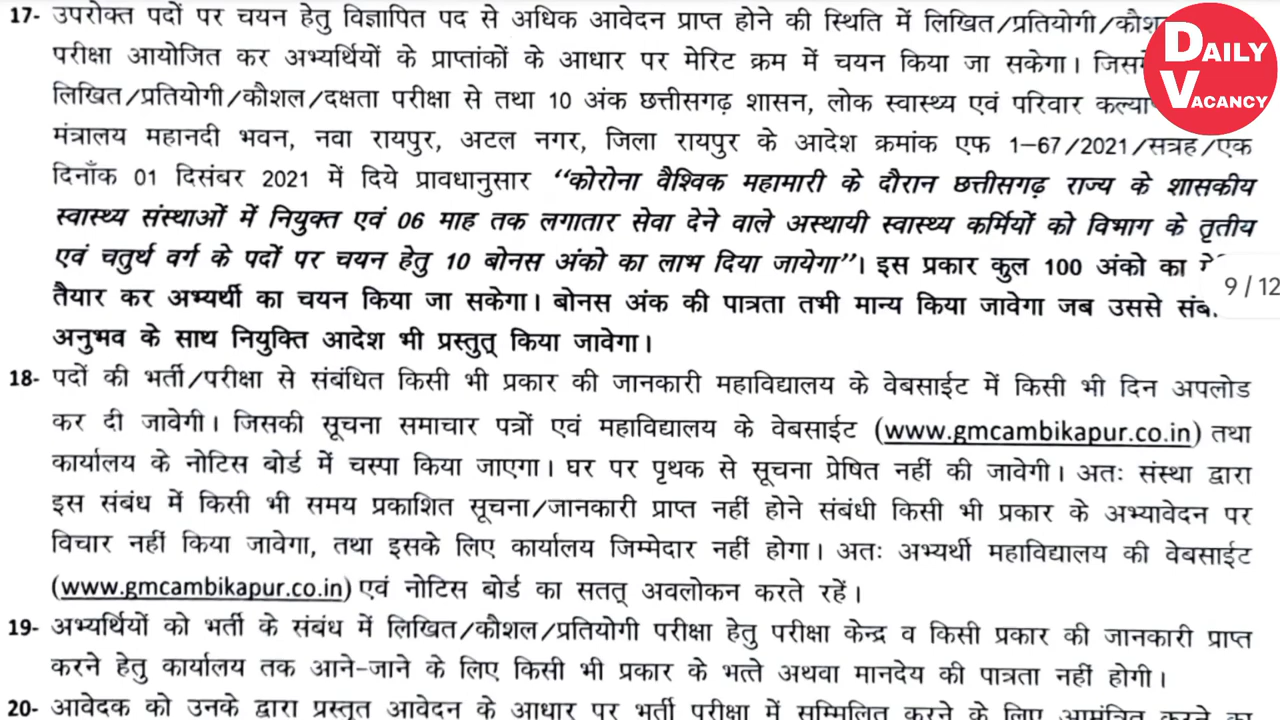 17- उपरोक्त पदों पर चयन हेतु विज्ञापित पद से अधिक आवेदन प्राप्त होने की स्थिति में लिखित/प्रतियोगी/कौश
परीक्षा आयोजित कर अभ्यर्थियों के प्राप्तांकों के आधार पर मेरिट क्रम में चयन किया जा सकेगा। जिसमें
लिखित/प्रतियोगी/कौशल/दक्षता परीक्षा से तथा 10 अंक छत्तीसगढ़ शासन, लोक स्वास्थ्य एवं परिवार
मंत्रालय महानदी भवन, नवा रायपुर, अटल नगर, जिला रायपुर के आदेश क्रमांक एफ 1–67/2021/सत्रह/एक
दिनाँक 01 दिसंबर 2021 में दिये प्रावधानुसार “कोरोना वैश्विक महामारी के दौरान छत्तीसगढ़ राज्य के शासकीय
स्वास्थ्य संस्थाओं में नियुक्त एवं 06 माह तक लगातार सेवा देने वाले अस्थायी स्वास्थ्य कर्मियों को विभाग के तृतीय
एवं चतुर्थ वर्ग के पदों पर चयन हेतु 10 बोनस अंको का लाभ दिया जायेगा”। इस प्रकार कुल 100 अंको का
तैयार कर अभ्यर्थी का चयन किया जा सकेगा। बोनस अंक की पात्रता तभी मान्य किया जावेगा जब उससे
अनुभव के साथ नियुक्ति आदेश भी प्रस्तुत् किया जावेगा।
18- पदों की भर्ती/परीक्षा से संबंधित किसी भी प्रकार की जानकारी महाविद्यालय के वेबसाईट में किसी भी दिन अपलोड
कर दी जावेगी। जिसकी सूचना समाचार पत्रों एवं महाविद्यालय के वेबसाईट (www.gmcambikapur.co.in) तथा
कार्यालय के नोटिस बोर्ड में चस्पा किया जाएगा। घर पर पृथक से सूचना प्रेषित नहीं की जावेगी। अतः संस्था द्वारा
इस संबंध में किसी भी समय प्रकाशित सूचना/जानकारी प्राप्त नहीं होने संबंधी किसी भी प्रकार के अभ्यावेदन पर
विचार नहीं किया जावेगा, तथा इसके लिए कार्यालय जिम्मेदार नहीं होगा। अतः अभ्यर्थी महाविद्यालय की वेबसाईट
(www.gmcambikapur.co.in) एवं नोटिस बोर्ड का सतत् अवलोकन करते रहें।
19- अभ्यर्थियों को भर्ती के संबंध में लिखित/कौशल/प्रतियोगी परीक्षा हेतु परीक्षा केन्द्र व किसी प्रकार की जानकारी प्राप्त
करने हेतु कार्यालय तक आने-जाने के लिए किसी भी प्रकार के भत्ते अथवा मानदेय की पात्रता नहीं होगी।
20- आवेदक को उनके द्वारा प्रस्तुत आवेदन के आधार पर भर्ती परीक्षा में सम्मिलित करने के लिए आमंत्रित करने का
DAILY
VACANCY
9 / 12